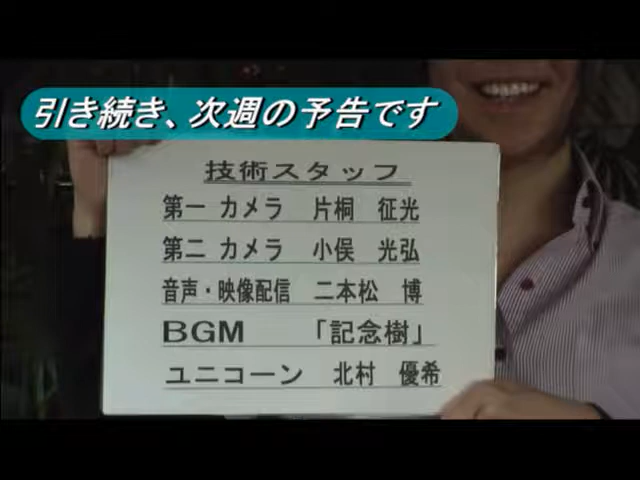 引き続き、次週の予告です
技術スタッフ
第一 カメラ 片桐 征光
第二 カメラ 小俣 光弘
音声・映像配信 二本松 博
BGM 「記念樹」
ユニコーン 北村 優希